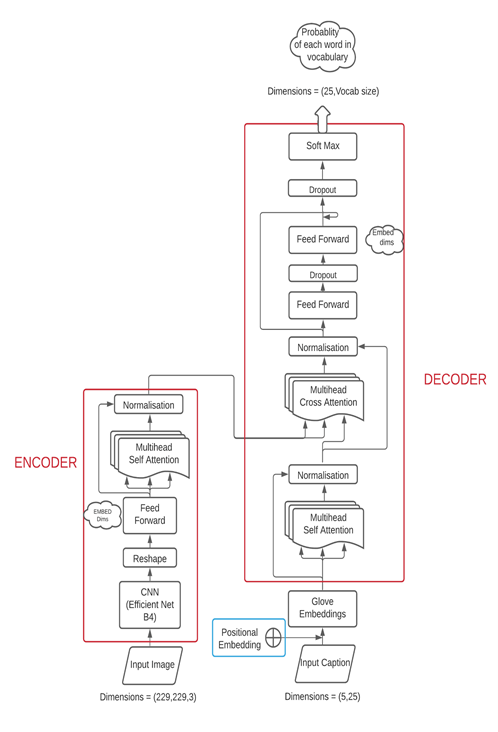 Probablity
of each word in
vocabulary
Dimensions = (25,Vocab size)
Soft Max
Dropout
Feed Forward
Embed
dims
Dropout
Feed Forward
Normalisation
DECODER
Multihead
Cross Attention
Normalisation
Multihead
Self Attention
Glove
Embeddings
Positional
Embedding
Input Caption
Dimensions = (5,25)
ENCODER
Normalisation
Multihead
Self Attention
EMBED
Dims
Feed
Forward
Reshape
CNN
(Efficient Net
B4)
Input Image
Dimensions = (229,229,3)